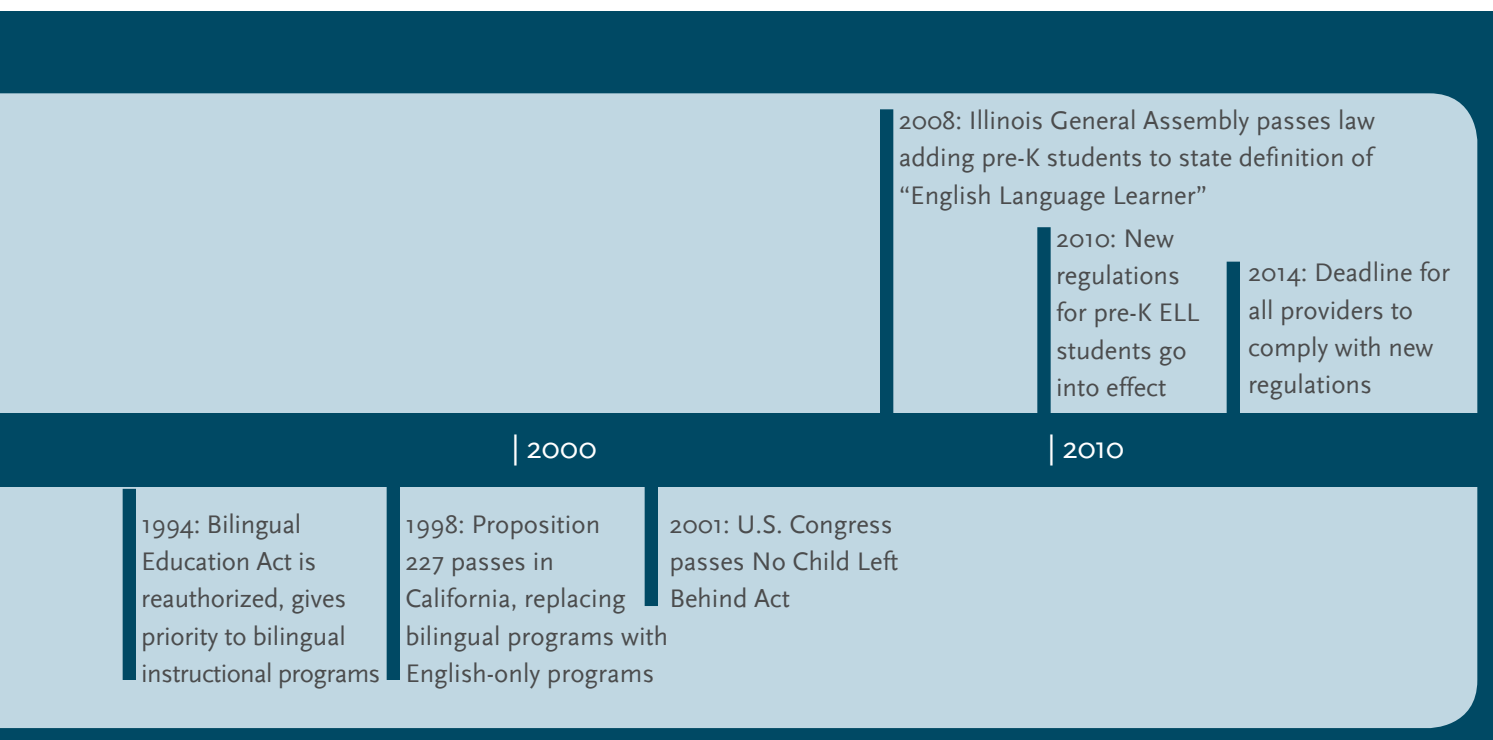 2008: Illinois General Assembly passes law
adding pre-K students to state definition of
“English Language Learner”
2010: New
regulations
for pre-K ELL
students go
into effect
2014: Deadline for
all providers to
comply with new
regulations
| 2000
| 2010
1994: Bilingual
Education Act is
reauthorized, gives
priority to bilingual
instructional programs
1998: Proposition
227 passes in
California, replacing
bilingual programs with
English-only programs
2001: U.S. Congress
passes No Child Left
Behind Act